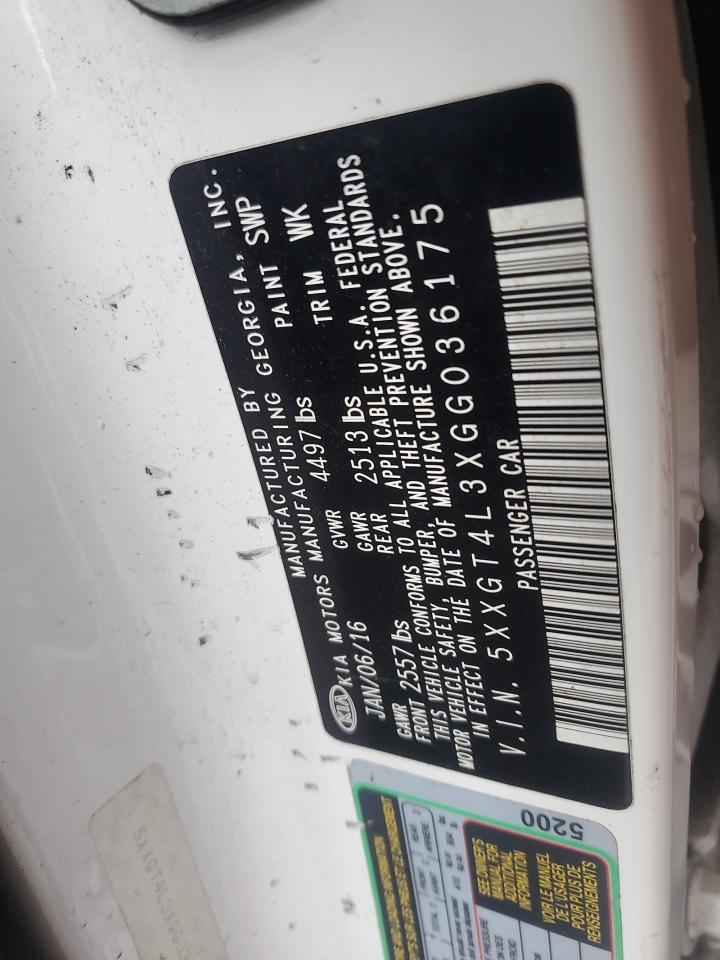 MANUFACTURED BY
KIA KIA MOTORS MANUFACTURING GEORGIA, INC.
JAN/06/16 GVWR 4497 lbs PAINT SWP
GAWR FRONT 2557 lbs GAWR REAR 2513 lbs TRIM WK
THIS VEHICLE CONFORMS TO ALL APPLICABLE U.S.A. FEDERAL
MOTOR VEHICLE SAFETY, BUMPER, AND THEFT PREVENTION STANDARDS
IN EFFECT ON THE DATE OF MANUFACTURE SHOWN ABOVE.
V.I.N. 5XXGT4L3XGG036175
PASSENGER CAR
5200
SEE OWNERS
MANUAL FOR
ADDITIONAL
INFORMATION
VOIR LE MANUEL
DE L'USAGER
POUR PLUS DE
RENSEIGNEMENTS
5XXGT4L3XGG